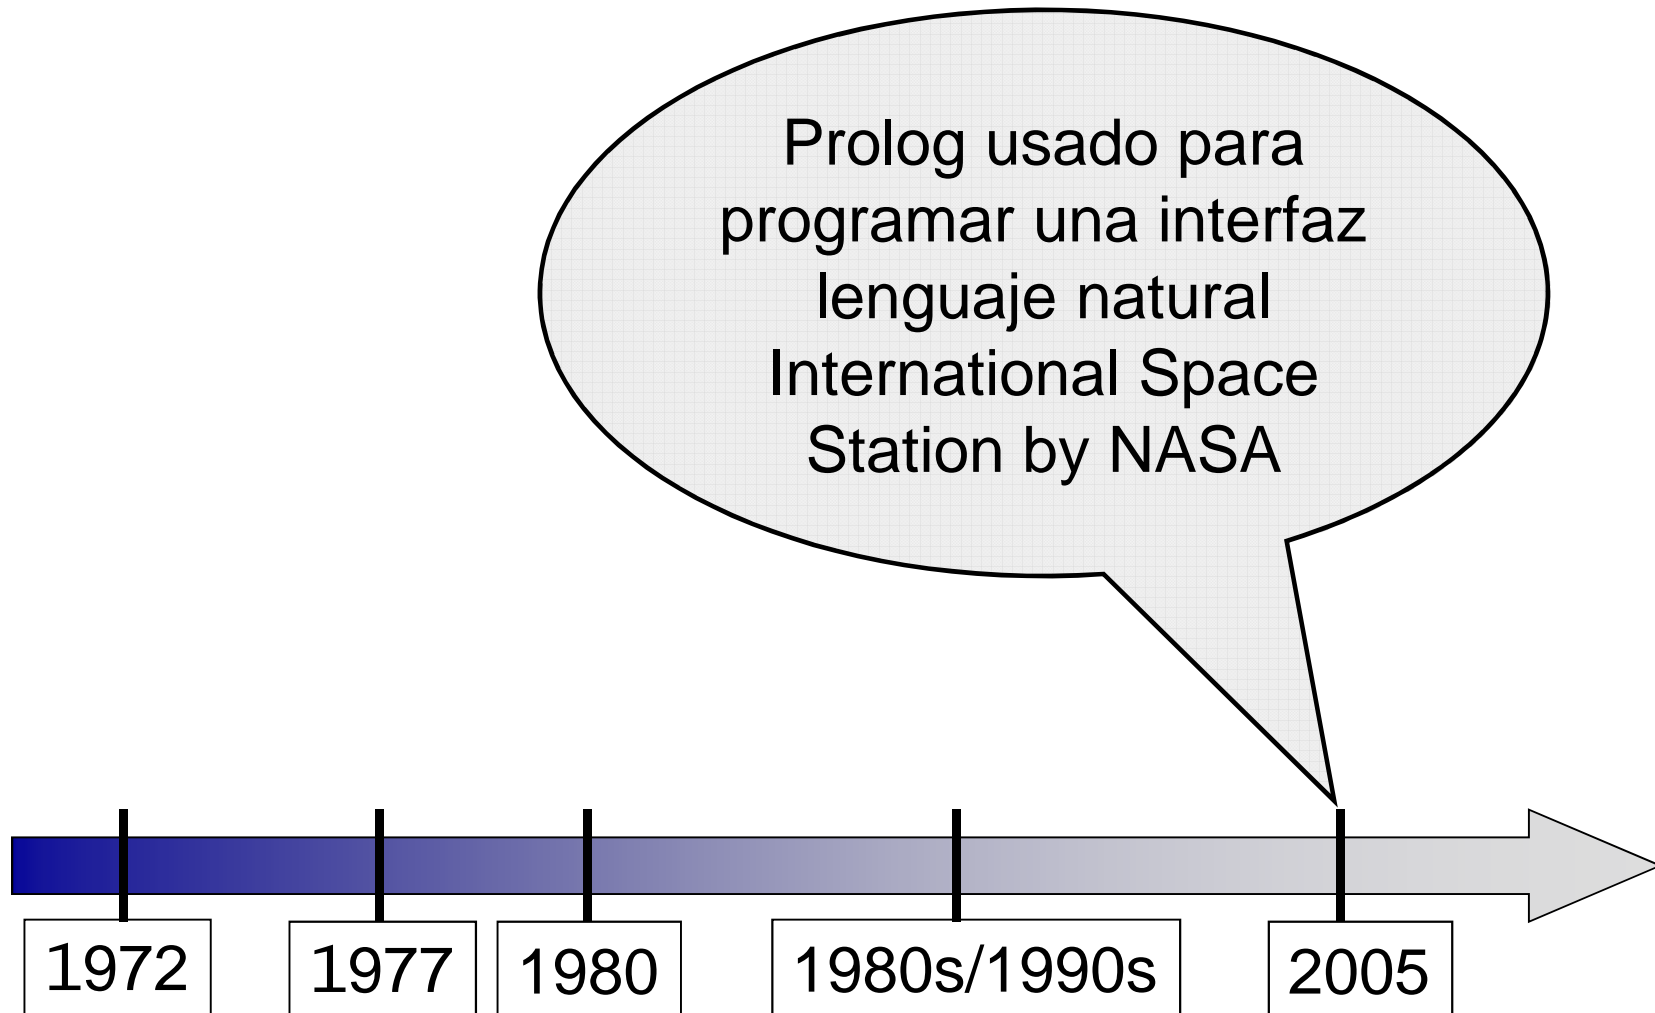 Prolog usado para
programar una interfaz
lenguaje natural
International Space
Station by NASA
1972
1977
1980
1980s/1990s
2005